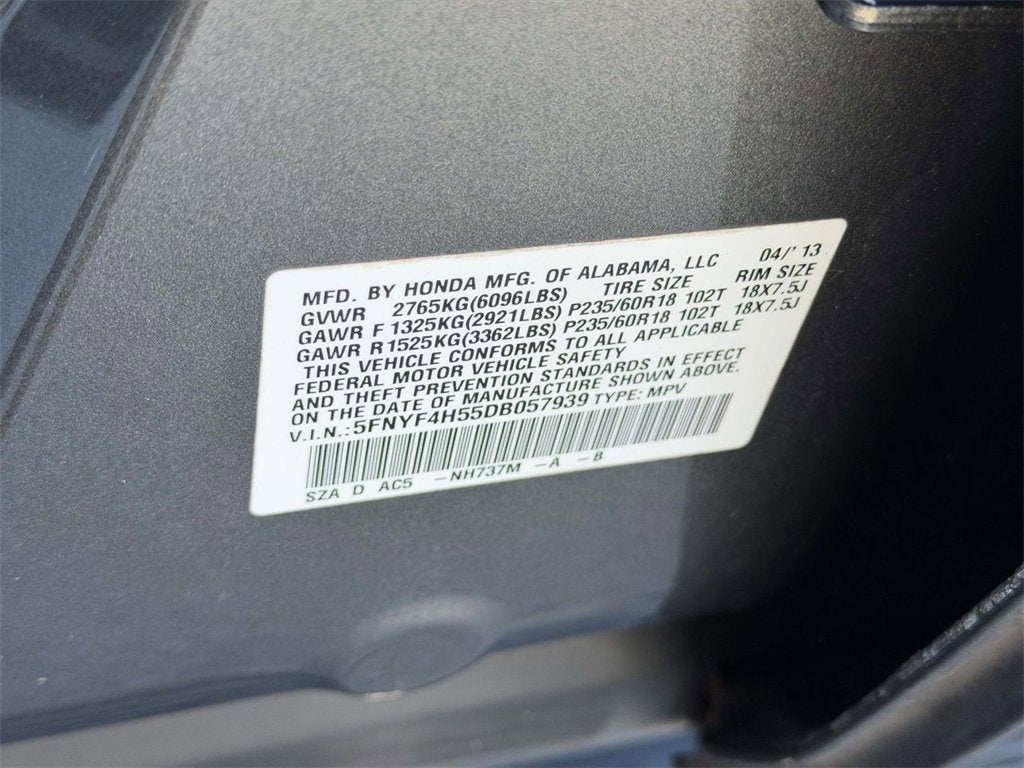 MFD. BY HONDA MFG. OF ALABAMA, LLC 04/'13
GVWR 2765KG(6096LBS) TIRE SIZE RIM SIZE
GAWR F 1325KG(2921LBS) P235/60R18 102T 18X7.5J
GAWR R 1525KG(3362LBS) P235/60R18 102T 18X7.5J
THIS VEHICLE CONFORMS TO ALL APPLICABLE
FEDERAL MOTOR VEHICLE SAFETY
AND THEFT PREVENTION STANDARDS IN EFFECT
ON THE DATE OF MANUFACTURE SHOWN ABOVE.
V.I.N.: 5FNYF4H55DB057939 TYPE: MPV
SZA D AC5 -NH737M -A -B